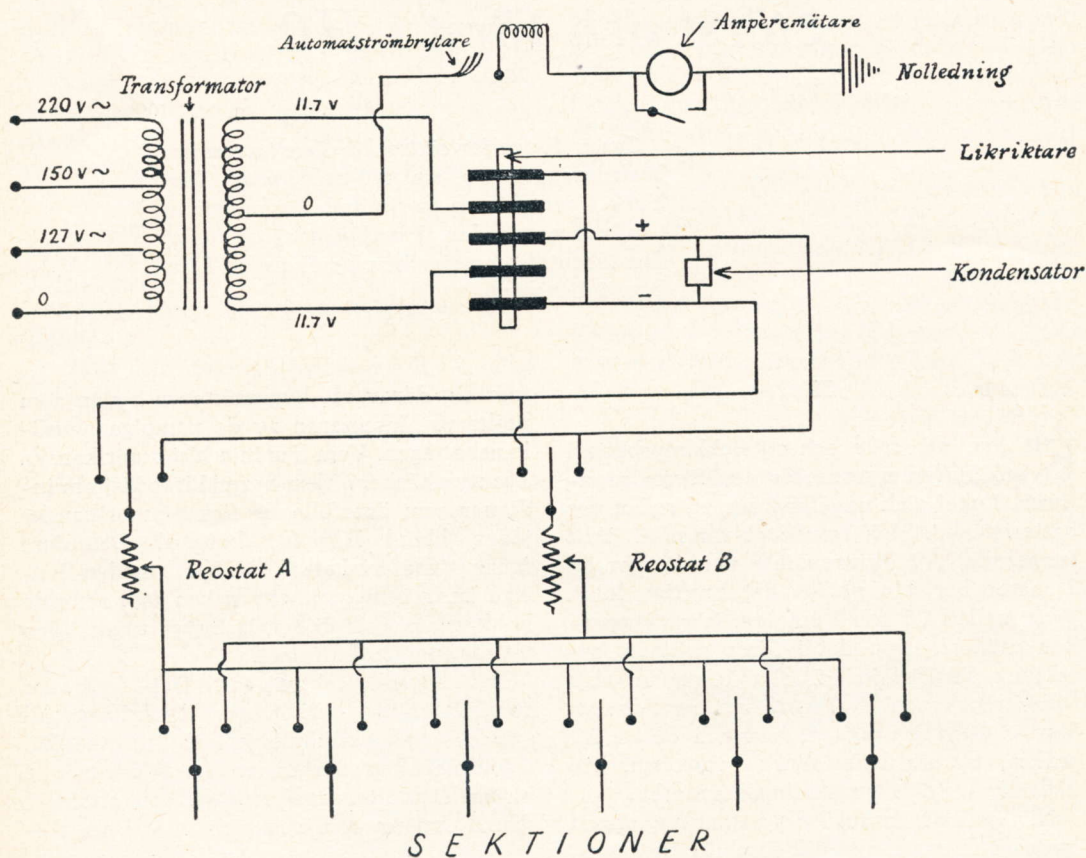 Automatströmbrytare
Ampèremätare
Transformator
220 V ~
11.7 V
Nolledning
150 V ~
Likriktare
0
127 V ~
+
Kondensator
0
-
11.7 V
Reostat A
Reostat B
SEKTIONER